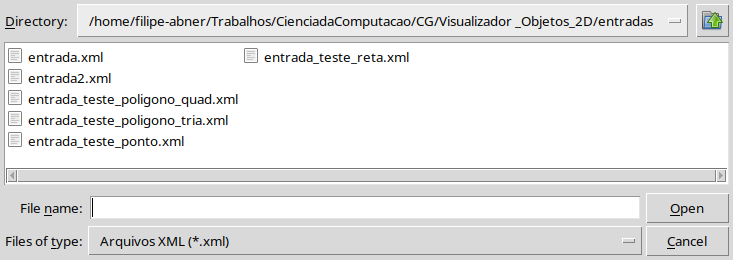 Directory: /home/filipe-abner/Trabalhos/CienciadaComputacao/CG/Visualizador _Objetos_2D/entradas
entrada.xml
entrada2.xml
entrada_teste_poligono_quad.xml
entrada_teste_poligono_tria.xml
entrada_teste_ponto.xml
entrada_teste_reta.xml
File name:
Open
Files of type: Arquivos XML (*.xml)
Cancel